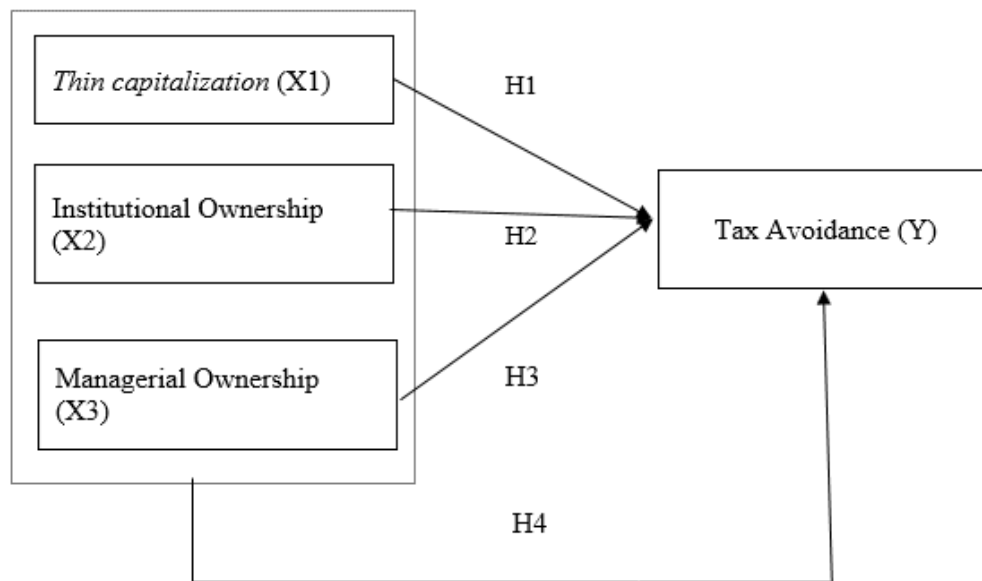 Thin capitalization (X1)
H1
Institutional Ownership
(X2)
H2
Tax Avoidance (Y)
Managerial Ownership
(X3)
H3
H4